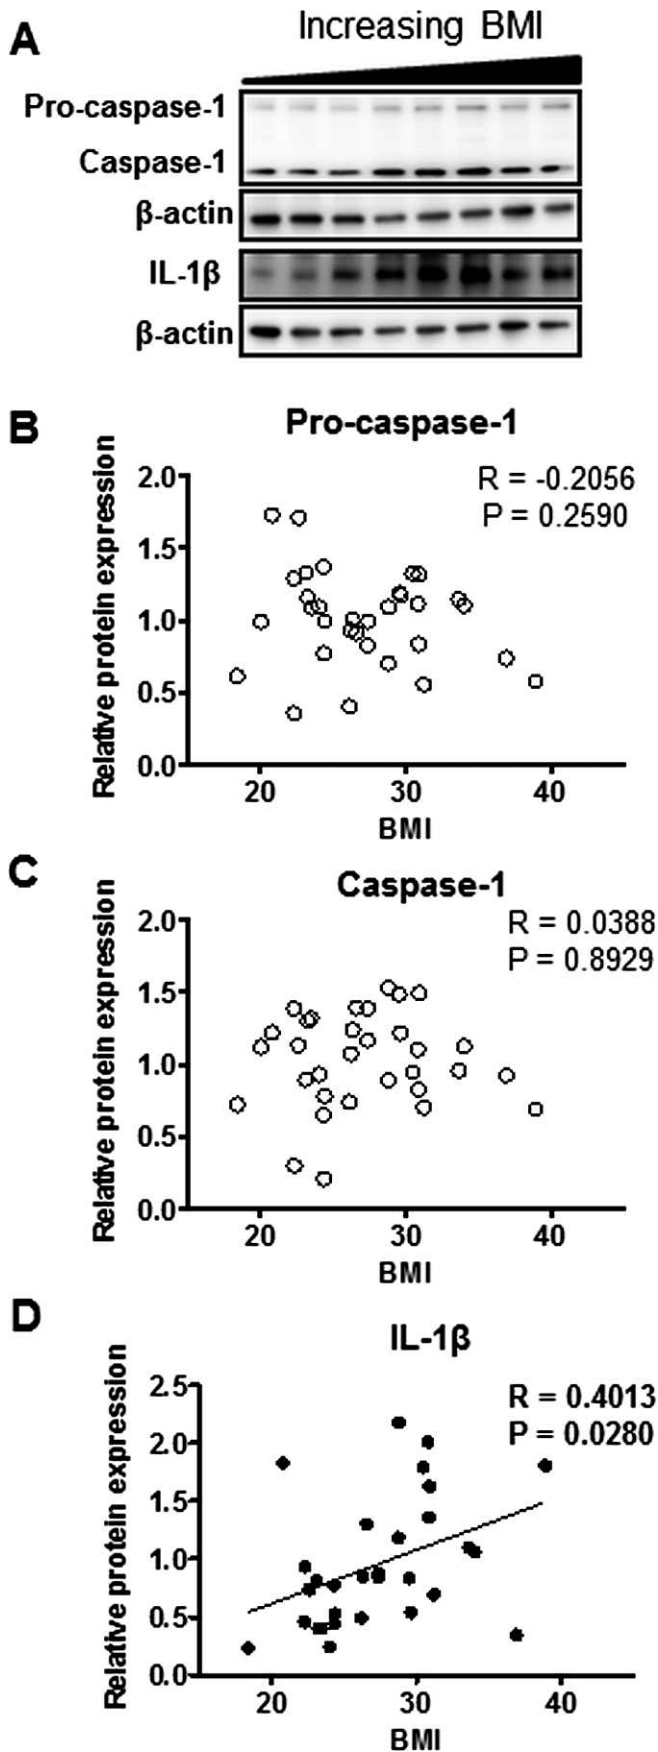 A
Increasing BMI
Pro-caspase-1
Caspase-1
β-actin
IL-1β
β-actin
B
Pro-caspase-1
R = -0.2056
P = 0.2590
Relative protein expression
2.0
1.5
1.0
0.5
0.0
20 30 40
BMI
C
Caspase-1
R = 0.0388
P = 0.8929
Relative protein expression
2.0
1.5
1.0
0.5
0.0
20 30 40
BMI
D
IL-1β
R = 0.4013
P = 0.0280
Relative protein expression
2.5
2.0
1.5
1.0
0.5
0.0
20 30 40
BMI